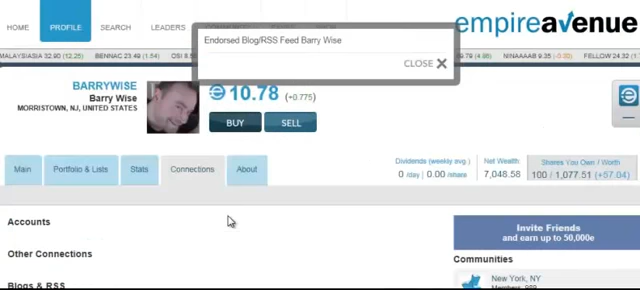 HOME PROFILE SEARCH LEADERS
empireavenue
Endorsed Blog/RSS Feed Barry Wise
CLOSE
MALAYSIASIA 32.90 (12.25) BENNAC 23.49 (1.54) NINAAAAB 9.35 (-0.30) FELLOW 24.32
BARRYWISE
Barry Wise
MORRISTOWN, NJ, UNITED STATES
10.78 (+0.775)
BUY SELL
Main Portfolio & Lists Stats Connections About
Dividends (weekly avg.) Net Wealth Shares You Own / Worth
0 /day | 0.00 /share 7,048.58 100 / 1,077.51 (+57.04)
Accounts
Invite Friends
and earn up to 50,000e
Other Connections
Communities
New York, NY
Blogs & RSS